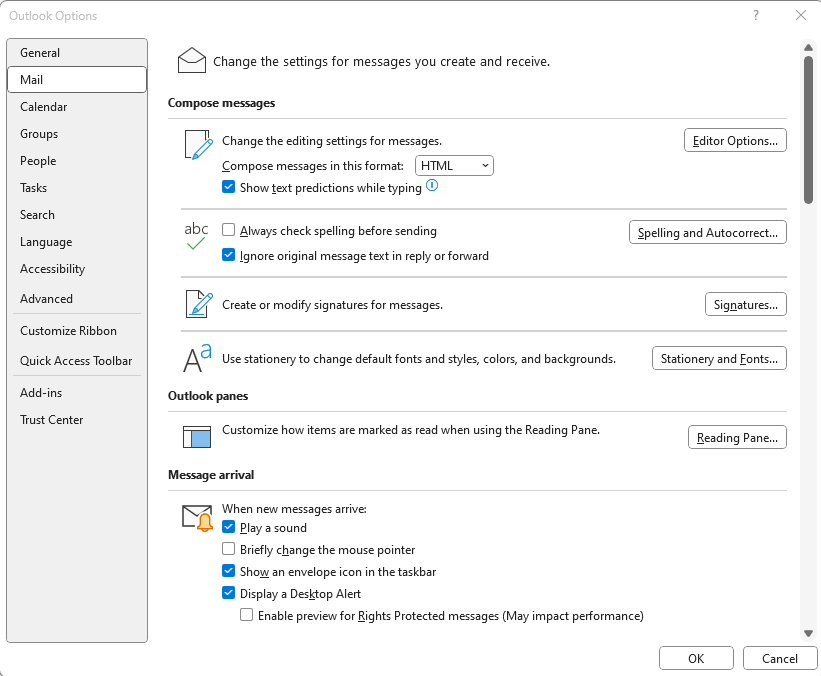 Outlook Options
?
General
Mail
Calendar
Groups
People
Tasks
Search
Language
Accessibility
Advanced
Customize Ribbon
Quick Access Toolbar
Add-ins
Trust Center
Change the settings for messages you create and receive.
Compose messages
Change the editing settings for messages.
Editor Options...
Compose messages in this format: HTML
Show text predictions while typing
abc
Always check spelling before sending
Spelling and Autocorrect...
Ignore original message text in reply or forward
Create or modify signatures for messages.
Signatures...
Aa
Use stationery to change default fonts and styles, colors, and backgrounds.
Stationery and Fonts...
Outlook panes
Customize how items are marked as read when using the Reading Pane.
Reading Pane...
Message arrival
When new messages arrive:
Play a sound
Briefly change the mouse pointer
Show an envelope icon in the taskbar
Display a Desktop Alert
Enable preview for Rights Protected messages (May impact performance)
OK
Cancel